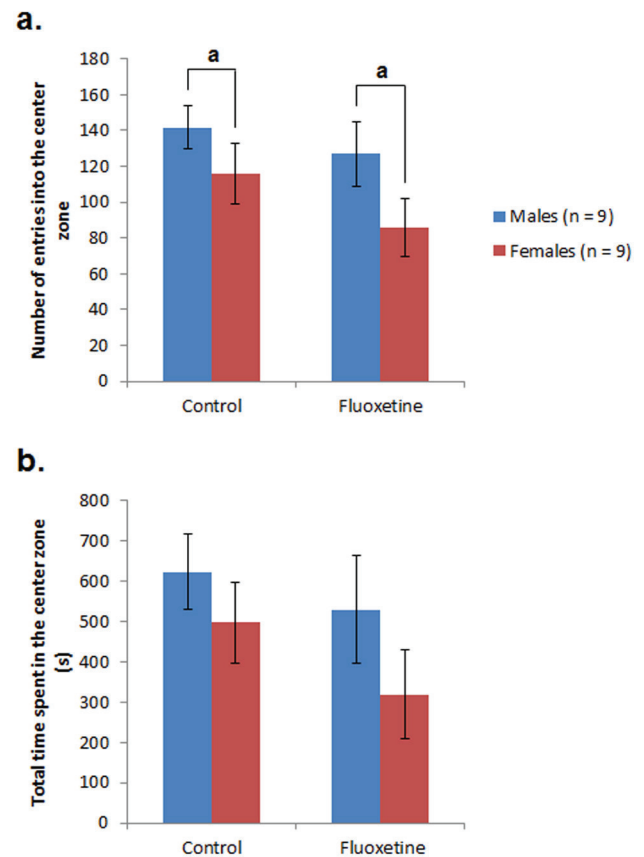 a.
Number of entries into the center
zone
180
160
140
120
100
80
60
40
20
0
a
a
Control
Fluoxetine
Males (n = 9)
Females (n = 9)
b.
Total time spent in the center zone
(s)
800
700
600
500
400
300
200
100
0
Control
Fluoxetine